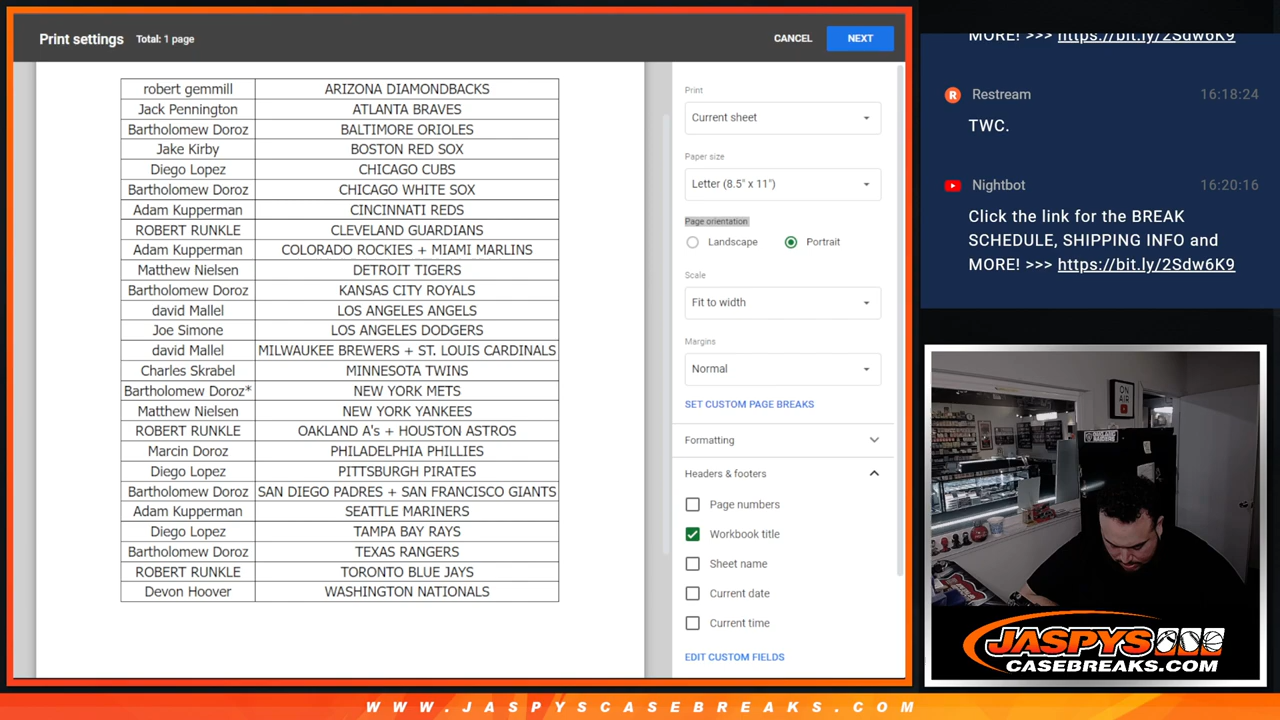 Print settings Total: 1 page CANCEL NEXT
robert gemmill ARIZONA DIAMONDBACKS
Jack Pennington ATLANTA BRAVES
Bartholomew Doroz BALTIMORE ORIOLES
Jake Kirby BOSTON RED SOX
Diego Lopez CHICAGO CUBS
Bartholomew Doroz CHICAGO WHITE SOX
Adam Kupperman CINCINNATI REDS
ROBERT RUNKLE CLEVELAND GUARDIANS
Adam Kupperman COLORADO ROCKIES + MIAMI MARLINS
Matthew Nielsen DETROIT TIGERS
Bartholomew Doroz KANSAS CITY ROYALS
david Mallel LOS ANGELES ANGELS
Joe Simone LOS ANGELES DODGERS
david Mallel MILWAUKEE BREWERS + ST. LOUIS CARDINALS
Charles Skrabel MINNESOTA TWINS
Bartholomew Doroz* NEW YORK METS
Matthew Nielsen NEW YORK YANKEES
ROBERT RUNKLE OAKLAND A's + HOUSTON ASTROS
Marcin Doroz PHILADELPHIA PHILLIES
Diego Lopez PITTSBURGH PIRATES
Bartholomew Doroz SAN DIEGO PADRES + SAN FRANCISCO GIANTS
Adam Kupperman SEATTLE MARINERS
Diego Lopez TAMPA BAY RAYS
Bartholomew Doroz TEXAS RANGERS
ROBERT RUNKLE TORONTO BLUE JAYS
Devon Hoover WASHINGTON NATIONALS
Print
Current sheet
Paper size
Letter (8.5" x 11")
Page orientation
Landscape Portrait
Scale
Fit to width
Margins
Normal
SET CUSTOM PAGE BREAKS
Formatting
Headers & footers
Page numbers
Workbook title
Sheet name
Current date
Current time
EDIT CUSTOM FIELDS
MORE! >>> https://bit.ly/2Sdw6K9
Restream 16:18:24
TWC.
Nightbot 16:20:16
Click the link for the BREAK
SCHEDULE, SHIPPING INFO and
MORE! >>> https://bit.ly/2Sdw6K9
ON
AIR
JASPYS
CASEBREAKS.COM
WWW.JASPYSCASEBREAKS.COM